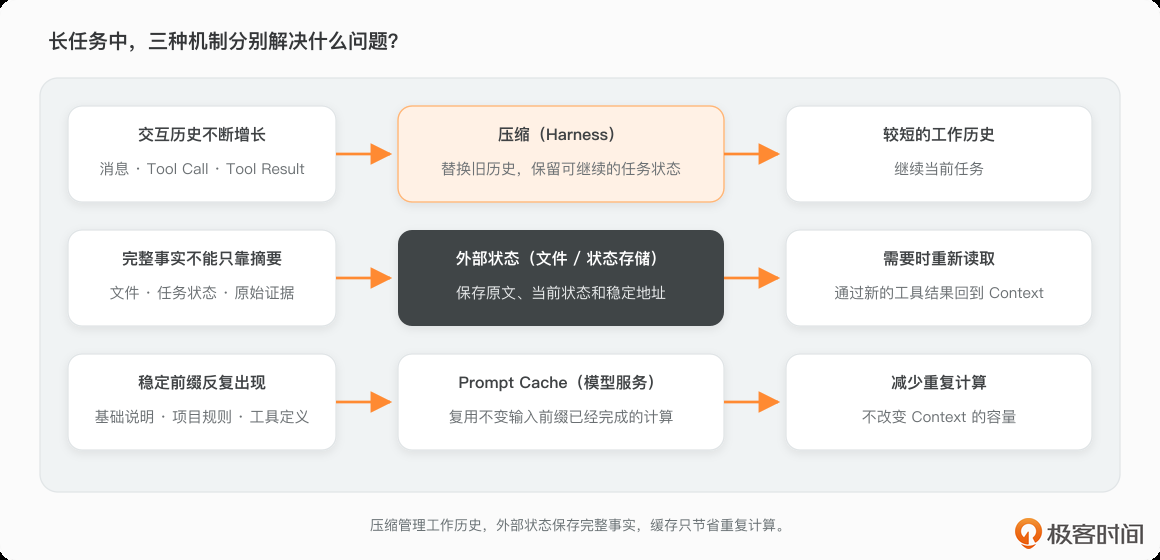 长任务中，三种机制分别解决什么问题？
交互历史不断增长
消息 · Tool Call · Tool Result
压缩（Harness）
替换旧历史，保留可继续的任务状态
较短的工作历史
继续当前任务
完整事实不能只靠摘要
文件 · 任务状态 · 原始证据
外部状态（文件 / 状态存储）
保存原文、当前状态和稳定地址
需要时重新读取
通过新的工具结果回到 Context
稳定前缀反复出现
基础说明 · 项目规则 · 工具定义
Prompt Cache（模型服务）
复用不变输入前缀已经完成的计算
减少重复计算
不改变 Context 的容量
压缩管理工作历史，外部状态保存完整事实，缓存只节省重复计算。
极客时间